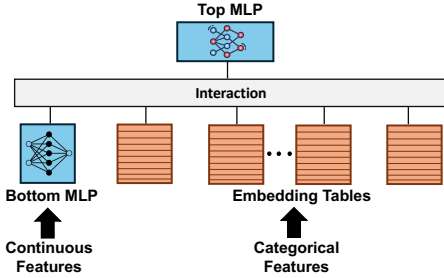 Top MLP
Interaction
Bottom MLP
Embedding Tables
Continuous
Features
Categorical
Features